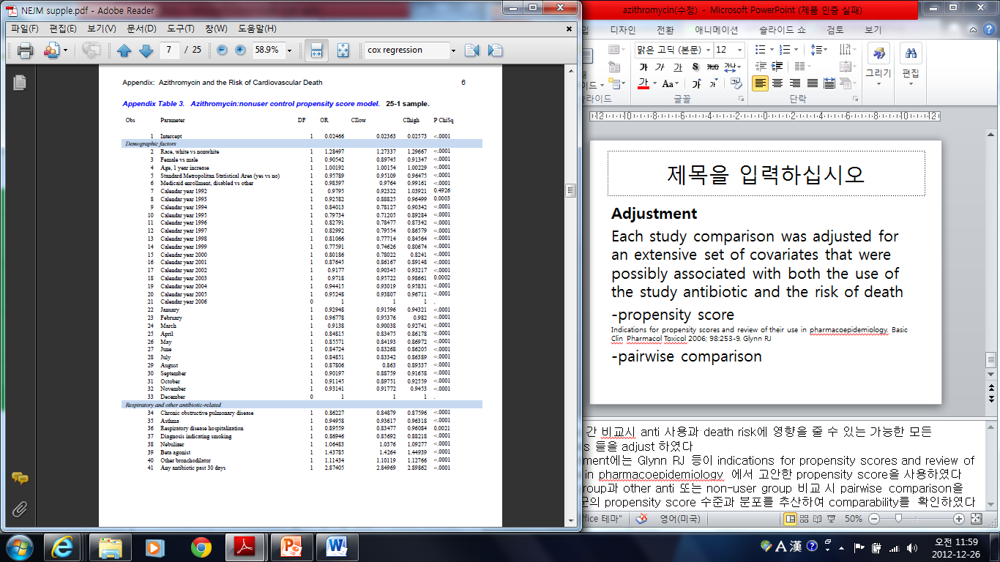 NEJM supple.pdf - Adobe Reader
파일(F) 편집(E) 보기(V) 문서(D) 도구(T) 창(W) 도움말(H)
7 / 25 58.9% cox regression
Appendix: Azithromycin and the Risk of Cardiovascular Death 6
Appendix Table 3. Azithromycin:nonuser control propensity score model. 25-1 sample.
Obs Parameter DF OR CIlow CIhigh P ChiSq
1 Intercept 1 0.02466 0.02363 0.02573 <.0001
Demographic factors
2 Race, white vs nonwhite 1 1.28497 1.27337 1.29667 <.0001
3 Female vs male 1 0.90542 0.89745 0.91347 <.0001
4 Age, 1 year increase 1 1.00192 1.00154 1.00229 <.0001
5 Standard Metropolitan Statistical Area (yes vs no) 1 0.95789 0.95109 0.96475 <.0001
6 Medicaid enrollment, disabled vs other 1 0.98397 0.9764 0.99161 <.0001
7 Calendar year 1992 1 0.9795 0.92322 1.03921 0.4926
8 Calendar year 1993 1 0.92582 0.88825 0.96499 0.0003
9 Calendar year 1994 1 0.84013 0.78127 0.90342 <.0001
10 Calendar year 1995 1 0.79734 0.71205 0.89284 <.0001
11 Calendar year 1996 1 0.82791 0.78477 0.87342 <.0001
12 Calendar year 1997 1 0.82992 0.79554 0.86579 <.0001
13 Calendar year 1998 1 0.81066 0.77714 0.84564 <.0001
14 Calendar year 1999 1 0.77591 0.74626 0.80674 <.0001
15 Calendar year 2000 1 0.80186 0.78022 0.8241 <.0001
16 Calendar year 2001 1 0.87645 0.86167 0.89148 <.0001
17 Calendar year 2002 1 0.9177 0.90345 0.93217 <.0001
18 Calendar year 2003 1 0.9718 0.95722 0.98661 0.0002
19 Calendar year 2004 1 0.94415 0.93019 0.95831 <.0001
20 Calendar year 2005 1 0.95248 0.93807 0.96711 <.0001
21 Calendar year 2006 0 1 1 1 .
22 January 1 0.92948 0.91596 0.94321 <.0001
23 February 1 0.96778 0.95376 0.982 <.0001
24 March 1 0.9138 0.90038 0.92741 <.0001
25 April 1 0.84815 0.83475 0.86178 <.0001
26 May 1 0.85571 0.84193 0.86972 <.0001
27 June 1 0.84724 0.83268 0.86205 <.0001
28 July 1 0.84851 0.83342 0.86389 <.0001
29 August 1 0.87806 0.863 0.89337 <.0001
30 September 1 0.90197 0.88759 0.91658 <.0001
31 October 1 0.91145 0.89751 0.92559 <.0001
32 November 1 0.93141 0.91772 0.9453 <.0001
33 December 0 1 1 1 .
Respiratory and other antibiotic-related
34 Chronic obstructive pulmonary disease 1 0.86227 0.84879 0.87596 <.0001
35 Asthma 1 0.94958 0.93617 0.96318 <.0001
36 Respiratory disease hospitalization 1 0.89559 0.83477 0.96084 0.0021
37 Diagnosis indicating smoking 1 0.86946 0.85692 0.88218 <.0001
38 Nebulizer 1 1.06483 1.0376 1.09277 <.0001
39 Beta agonist 1 1.43785 1.4264 1.44939 <.0001
40 Other bronchodilator 1 1.11434 1.10119 1.12766 <.0001
41 Any antibiotic past 30 days 1 2.87405 2.84969 2.89862 <.0001
azithromycin(수정) - Microsoft PowerPoint (제품 인증 실패)
입 디자인 전환 애니메이션 슬라이드 쇼 검토 보기
맑은 고딕 (본문) 12
가 가 가 S abc 가나
가 Aa 가 가
그리기 편집
드 라이드 글꼴 단락
12 10 8 6 4 2 0 2 4 6 8 10 12
제목을 입력하십시오
Adjustment
Each study comparison was adjusted for
an extensive set of covariates that were
possibly associated with both the use of
the study antibiotic and the risk of death
-propensity score
Indications for propensity scores and review of their use in pharmacoepidemiology. Basic
Clin Pharmacol Toxicol 2006; 98:253-9. Glynn RJ
-pairwise comparison
간 비교시 anti 사용과 death risk에 영향을 줄 수 있는 가능한 모든
s 들을 adjust 하였다
ment에는 Glynn RJ 등이 indications for propensity scores and review of
in pharmacoepidemiology 에서 고안한 propensity score을 사용하였다
roup과 other anti 또는 non-user group 비교 시 pairwise comparison을
군의 propensity score 수준과 분포를 추산하여 comparability를 확인하였다
ffice 테마" 영어(미국) 50%
A 漢
오전 11:59
2012-12-26